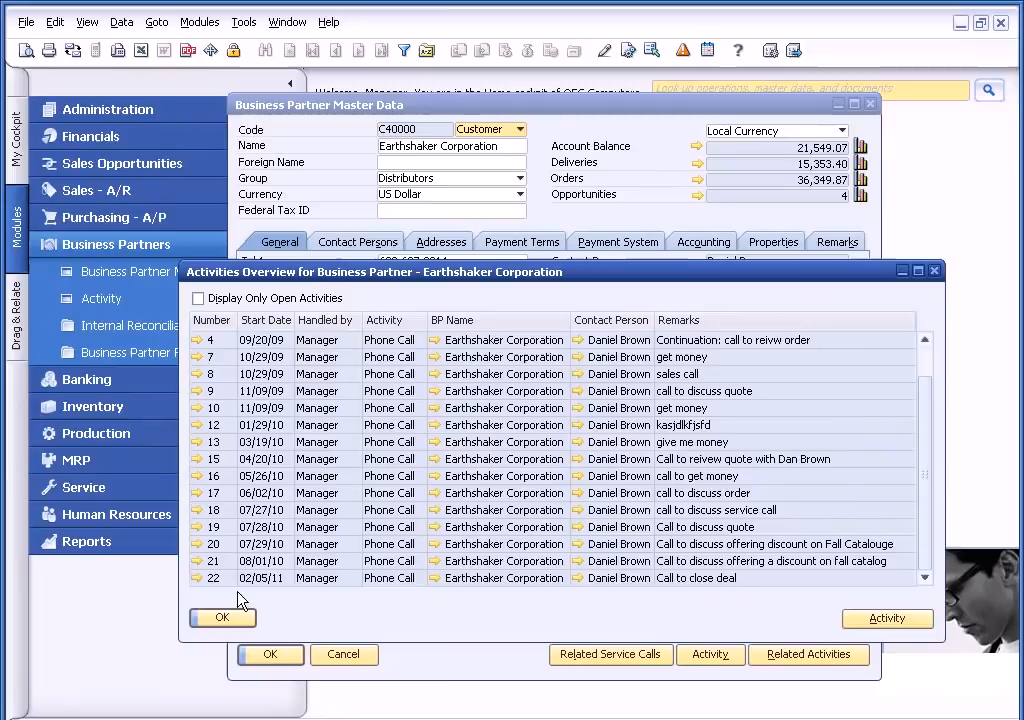 File Edit View Data Goto Modules Tools Window Help
Look up operations, master data, and documents
My Cockpit
Modules
Drag & Relate
Administration
Financials
Sales Opportunities
Sales - A/R
Purchasing - A/P
Business Partners
Business Partner M
Activity
Internal Reconcilia
Business Partner R
Banking
Inventory
Production
MRP
Service
Human Resources
Reports
Business Partner Master Data
Code C40000 Customer Local Currency
Name Earthshaker Corporation Account Balance 21,549.07
Foreign Name Deliveries 15,353.40
Group Distributors Orders 36,349.87
Currency US Dollar Opportunities 4
Federal Tax ID
General Contact Persons Addresses Payment Terms Payment System Accounting Properties Remarks
Activities Overview for Business Partner - Earthshaker Corporation
Display Only Open Activities
Number Start Date Handled by Activity BP Name Contact Person Remarks
4 09/20/09 Manager Phone Call Earthshaker Corporation Daniel Brown Continuation: call to reivw order
7 10/29/09 Manager Phone Call Earthshaker Corporation Daniel Brown get money
8 10/29/09 Manager Phone Call Earthshaker Corporation Daniel Brown sales call
9 11/09/09 Manager Phone Call Earthshaker Corporation Daniel Brown call to discuss quote
10 11/09/09 Manager Phone Call Earthshaker Corporation Daniel Brown get money
12 01/29/10 Manager Phone Call Earthshaker Corporation Daniel Brown kasjdlkfjsfd
13 03/19/10 Manager Phone Call Earthshaker Corporation Daniel Brown give me money
15 04/20/10 Manager Phone Call Earthshaker Corporation Daniel Brown Call to reivew quote with Dan Brown
16 05/26/10 Manager Phone Call Earthshaker Corporation Daniel Brown call to get money
17 06/02/10 Manager Phone Call Earthshaker Corporation Daniel Brown call to discuss order
18 07/27/10 Manager Phone Call Earthshaker Corporation Daniel Brown call to discuss service call
19 07/28/10 Manager Phone Call Earthshaker Corporation Daniel Brown Call to discuss quote
20 07/29/10 Manager Phone Call Earthshaker Corporation Daniel Brown Call to discuss offering discount on Fall Catalouge
21 08/01/10 Manager Phone Call Earthshaker Corporation Daniel Brown Call to discuss offering a discount on fall catalog
22 02/05/11 Manager Phone Call Earthshaker Corporation Daniel Brown Call to close deal
OK Activity
OK Cancel Related Service Calls Activity Related Activities